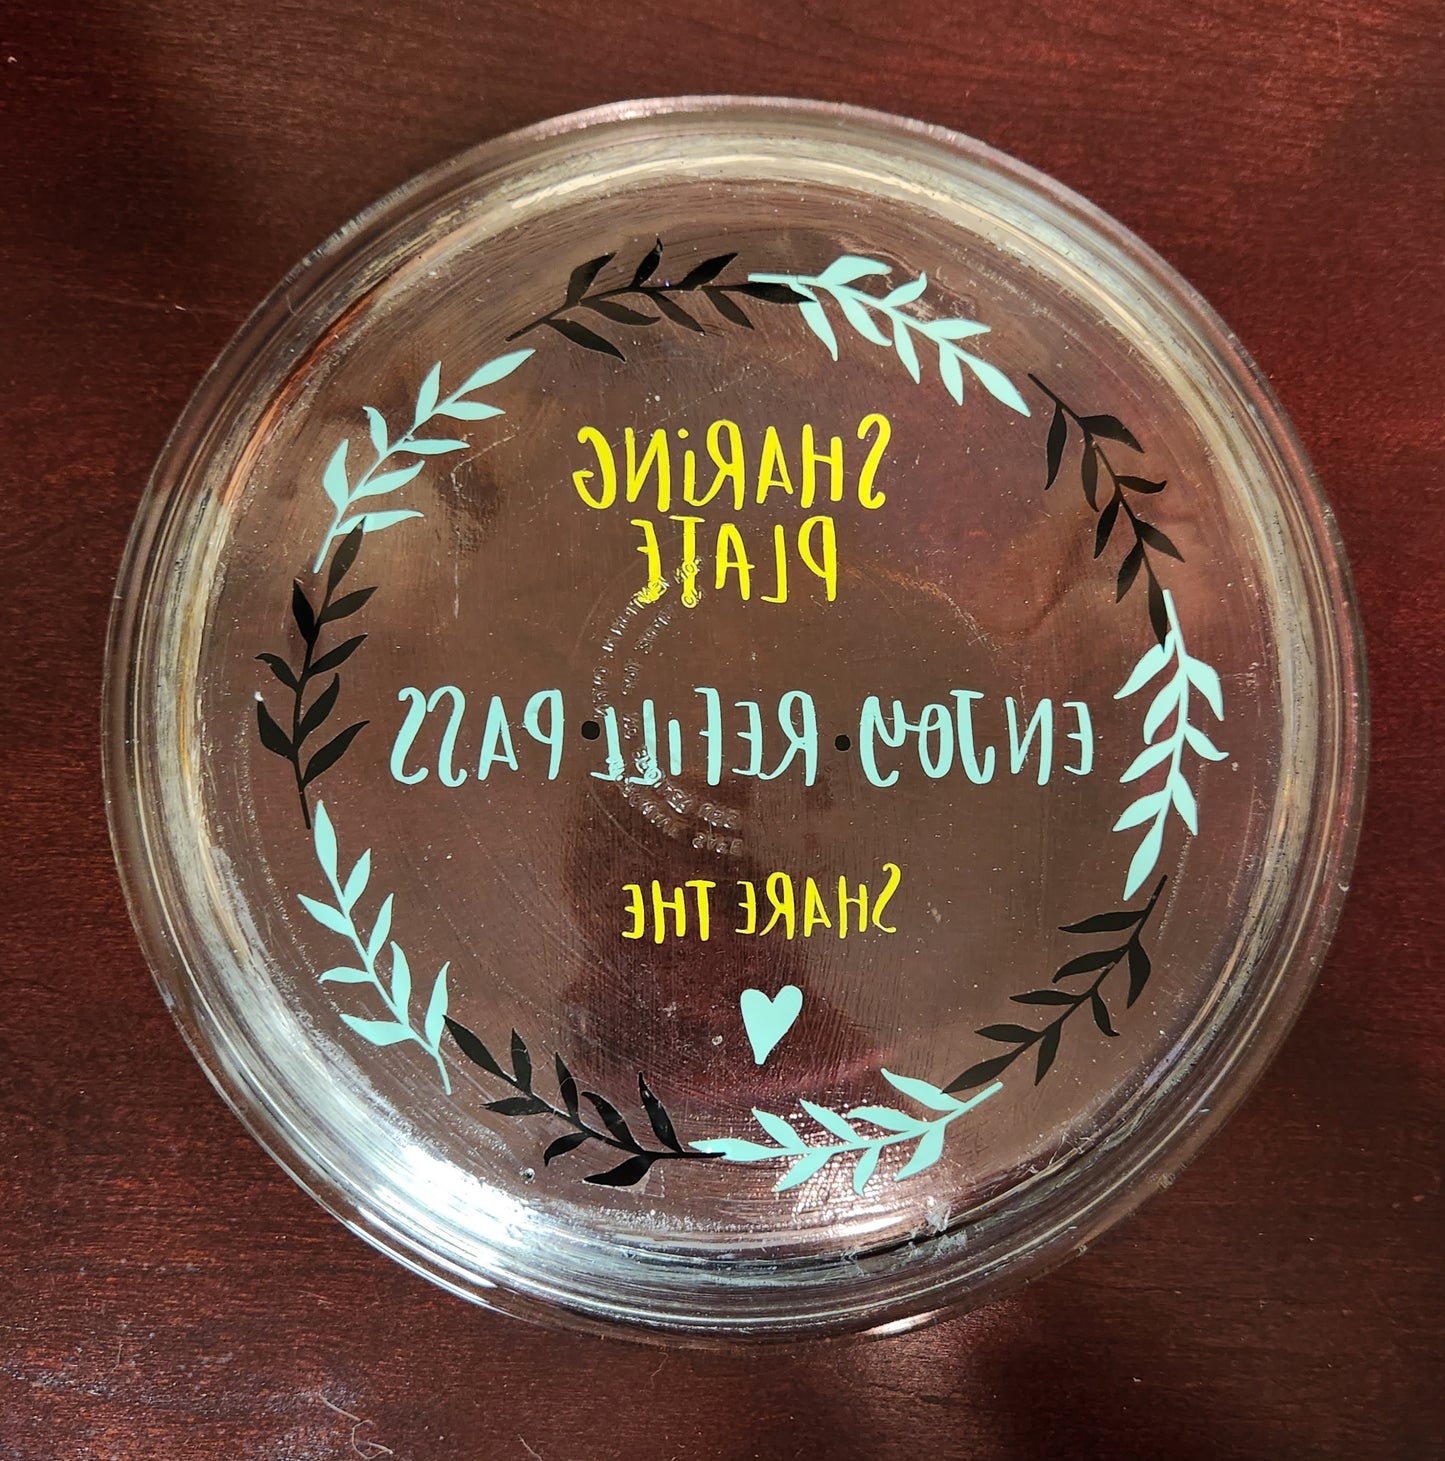 SHARiNG
PLATE
ENJOY·REFiLL·PASS
SHARE THE